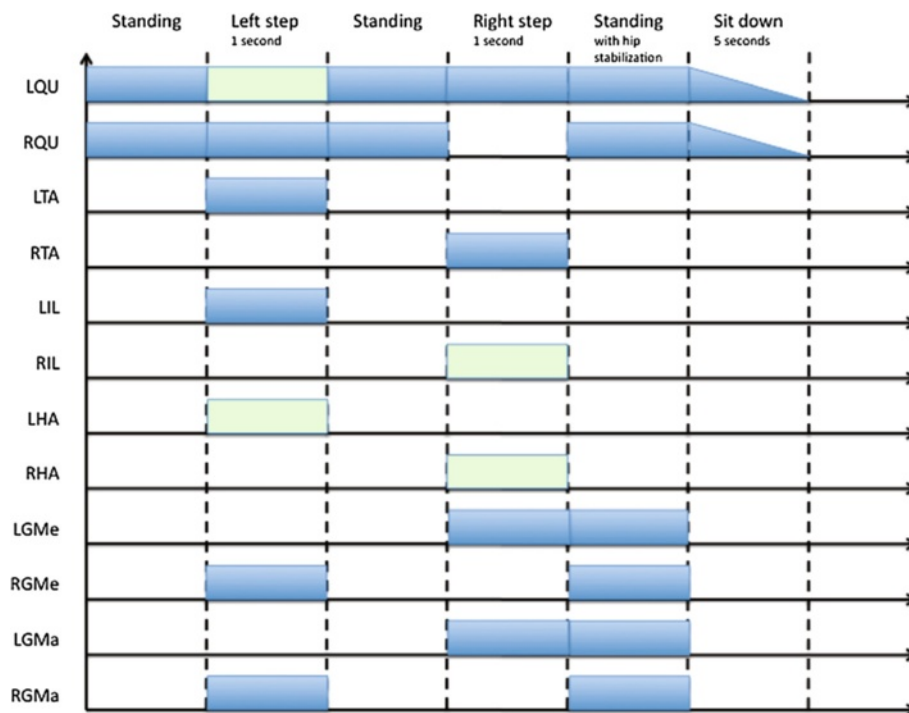 Standing Left step Standing Right step Standing Sit down
1 second 1 second with hip 5 seconds
stabilization
LQU
RQU
LTA
RTA
LIL
RIL
LHA
RHA
LGMe
RGMe
LGMa
RGMa